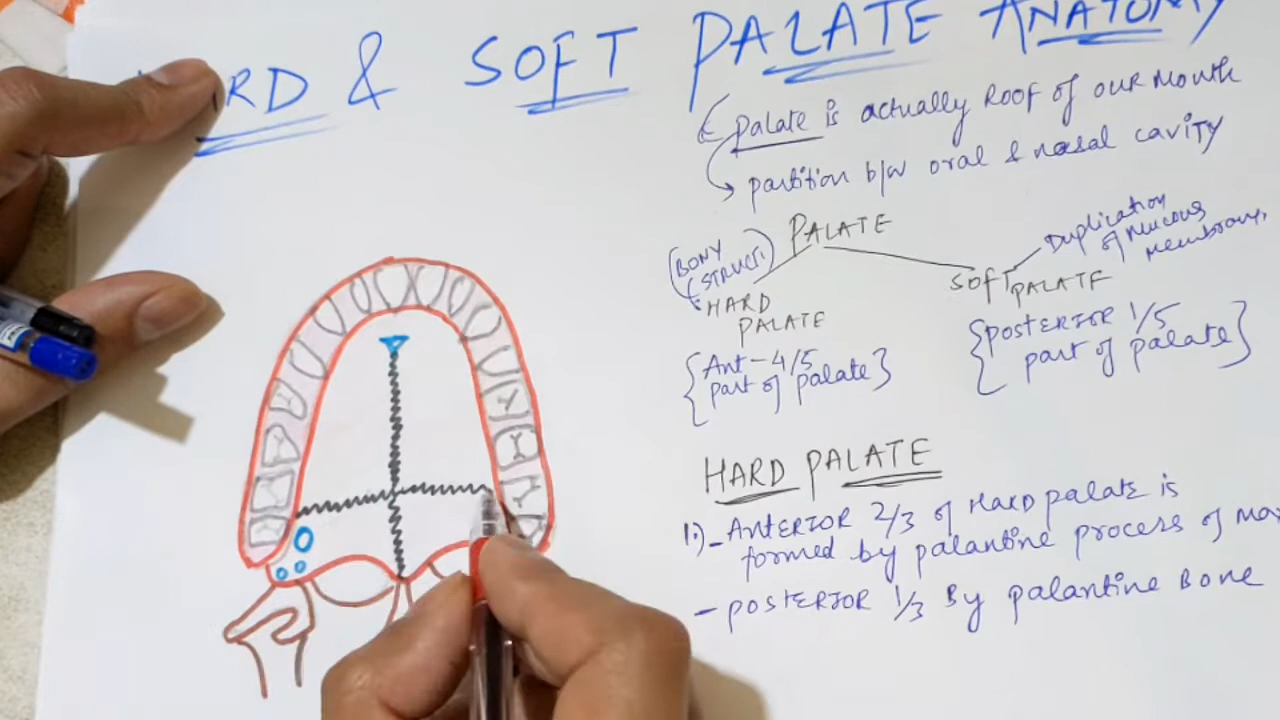 RD & SOFT PALATE ANATOMY
palate is actually Roof of our mouth
partition b/w oral & nasal cavity
PALATE
(BONY
STRUCT)
HARD
PALATE
{Ant - 4/5
part of palate}
Duplication
of mucous
membrane,
SOFT PALATE
{POSTERIOR 1/5
part of palate}
HARD PALATE
1.) - ANTERIOR 2/3 of HARD palate is
formed by palantine process of Ma
- POSTERIOR 1/3 By palantine Bone